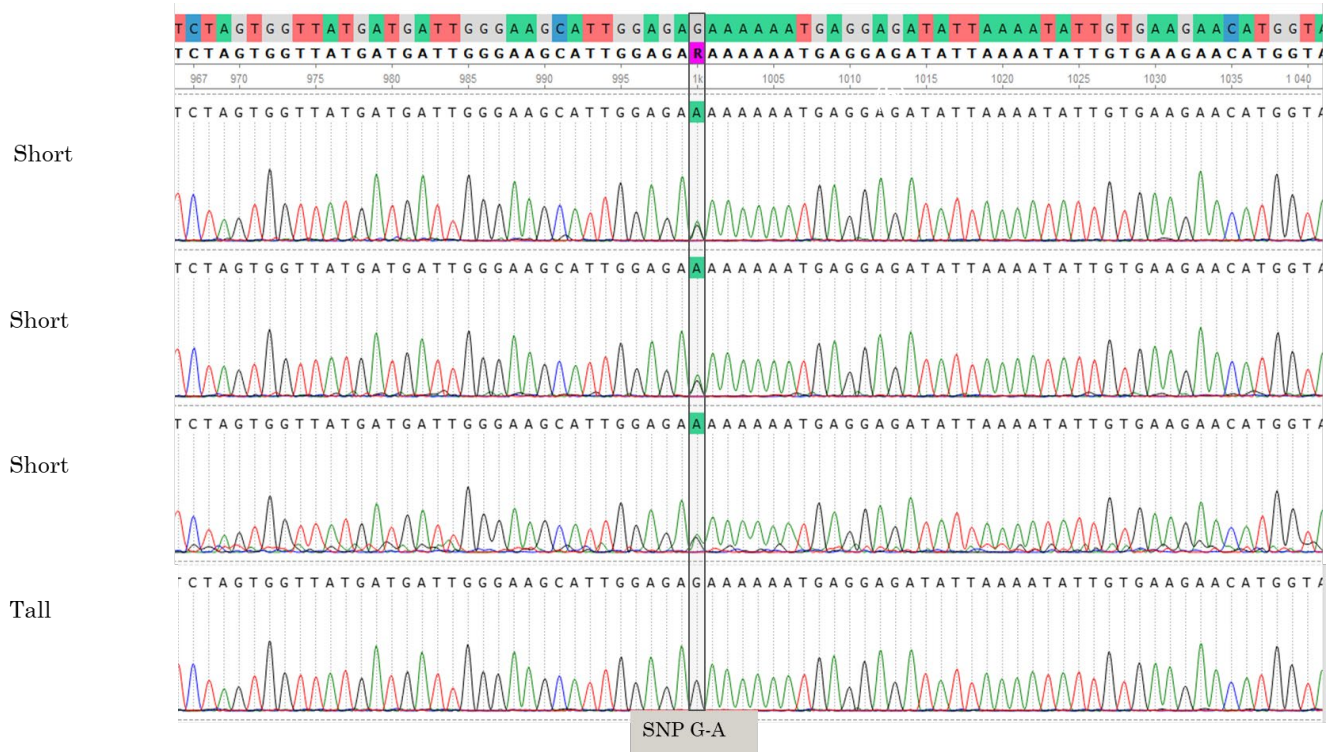 TCTAGTGGTTATGATGATTGGGAAGCATTGGAGAGAAAAAATGAGGAGATATTAAAATATTGTGAAGAACATGGTA
TCTAGTGGTTATGATGATTGGGAAGCATTGGAGARAAAAAATGAGGAGATATTAAAATATTGTGAAGAACATGGTA
967 970 975 980 985 990 995 1k 1005 1010 1015 1020 1025 1030 1035 1 040
TCTAGTGGTTATGATGATTGGGAAGCATTGGAGAAAAAAAATGAGGAGATATTAAAATATTGTGAAGAACATGGTA
Short
TCTAGTGGTTATGATGATTGGGAAGCATTGGAGAAAAAAAATGAGGAGATATTAAAATATTGTGAAGAACATGGTA
Short
TCTAGTGGTTATGATGATTGGGAAGCATTGGAGAAAAAAAATGAGGAGATATTAAAATATTGTGAAGAACATGGTA
Short
TCTAGTGGTTATGATGATTGGGAAGCATTGGAGAGAAAAAATGAGGAGATATTAAAATATTGTGAAGAACATGGTA
Tall
SNP G-A